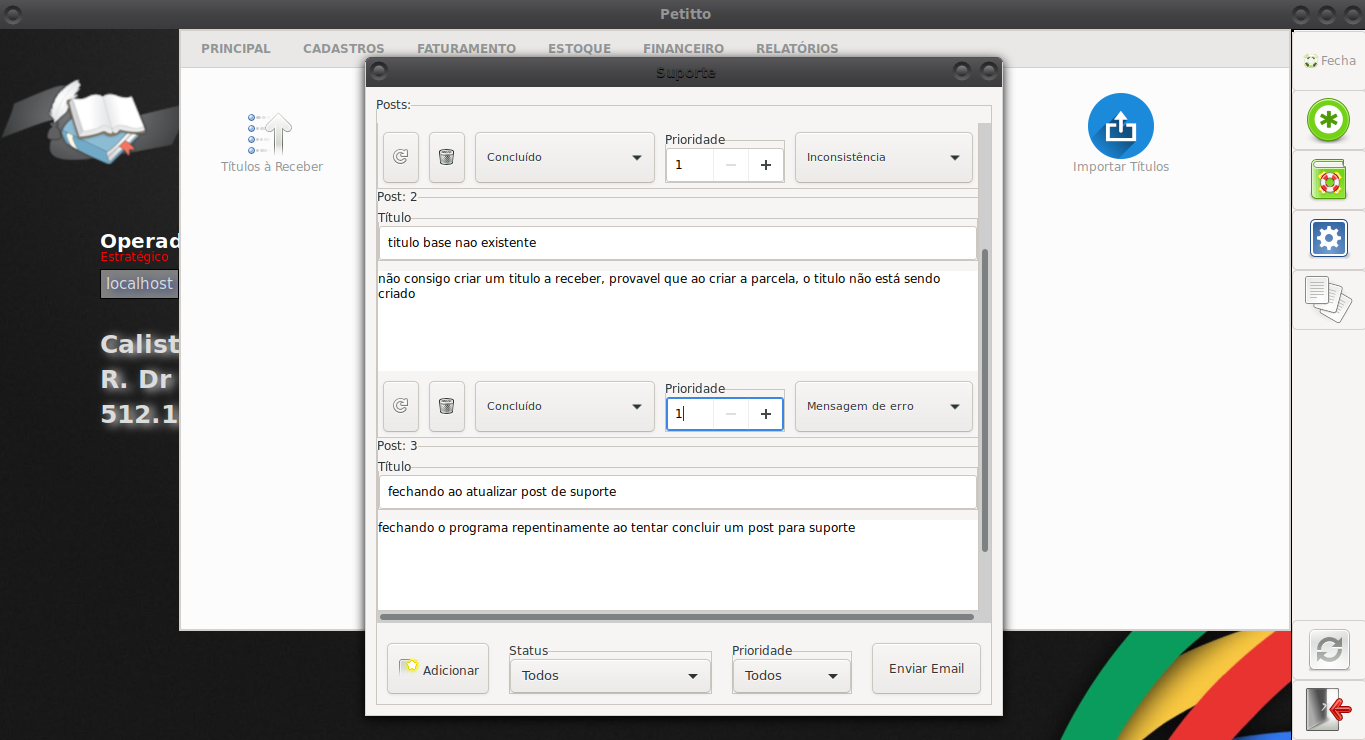 Petitto
PRINCIPAL CADASTROS FATURAMENTO ESTOQUE FINANCEIRO RELATÓRIOS
Fecha
Suporte
Posts:
Títulos à Receber
Importar Títulos
Concluído
Prioridade
1
Inconsistência
Post: 2
Título
titulo base nao existente
não consigo criar um titulo a receber, provavel que ao criar a parcela, o titulo não está sendo
criado
Operad
Estratégico
localhost
Calist
R. Dr
512.1
Concluído
Prioridade
1
Mensagem de erro
Post: 3
Título
fechando ao atualizar post de suporte
fechando o programa repentinamente ao tentar concluir um post para suporte
Adicionar
Status
Todos
Prioridade
Todos
Enviar Email